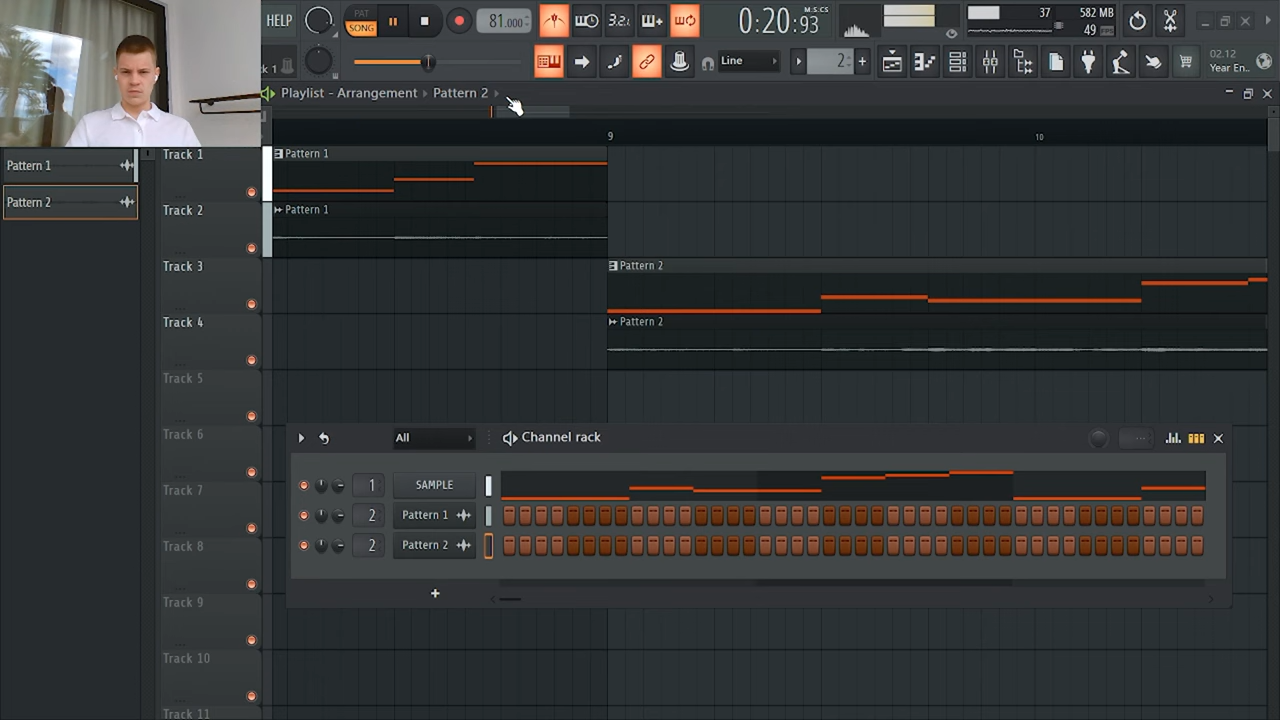 HELP
PAT
SONG
81.000
3.2.
0:20:93
M:S:CS
37
582 MB
49
Line
2
02.12
Year En..
Playlist - Arrangement
Pattern 2
9
10
Pattern 1
Pattern 2
Track 1
Pattern 1
Track 2
Pattern 1
Track 3
Pattern 2
Track 4
Pattern 2
Track 5
Track 6
Track 7
Track 8
Track 9
Track 10
Track 11
All
Channel rack
1
SAMPLE
2
Pattern 1
2
Pattern 2